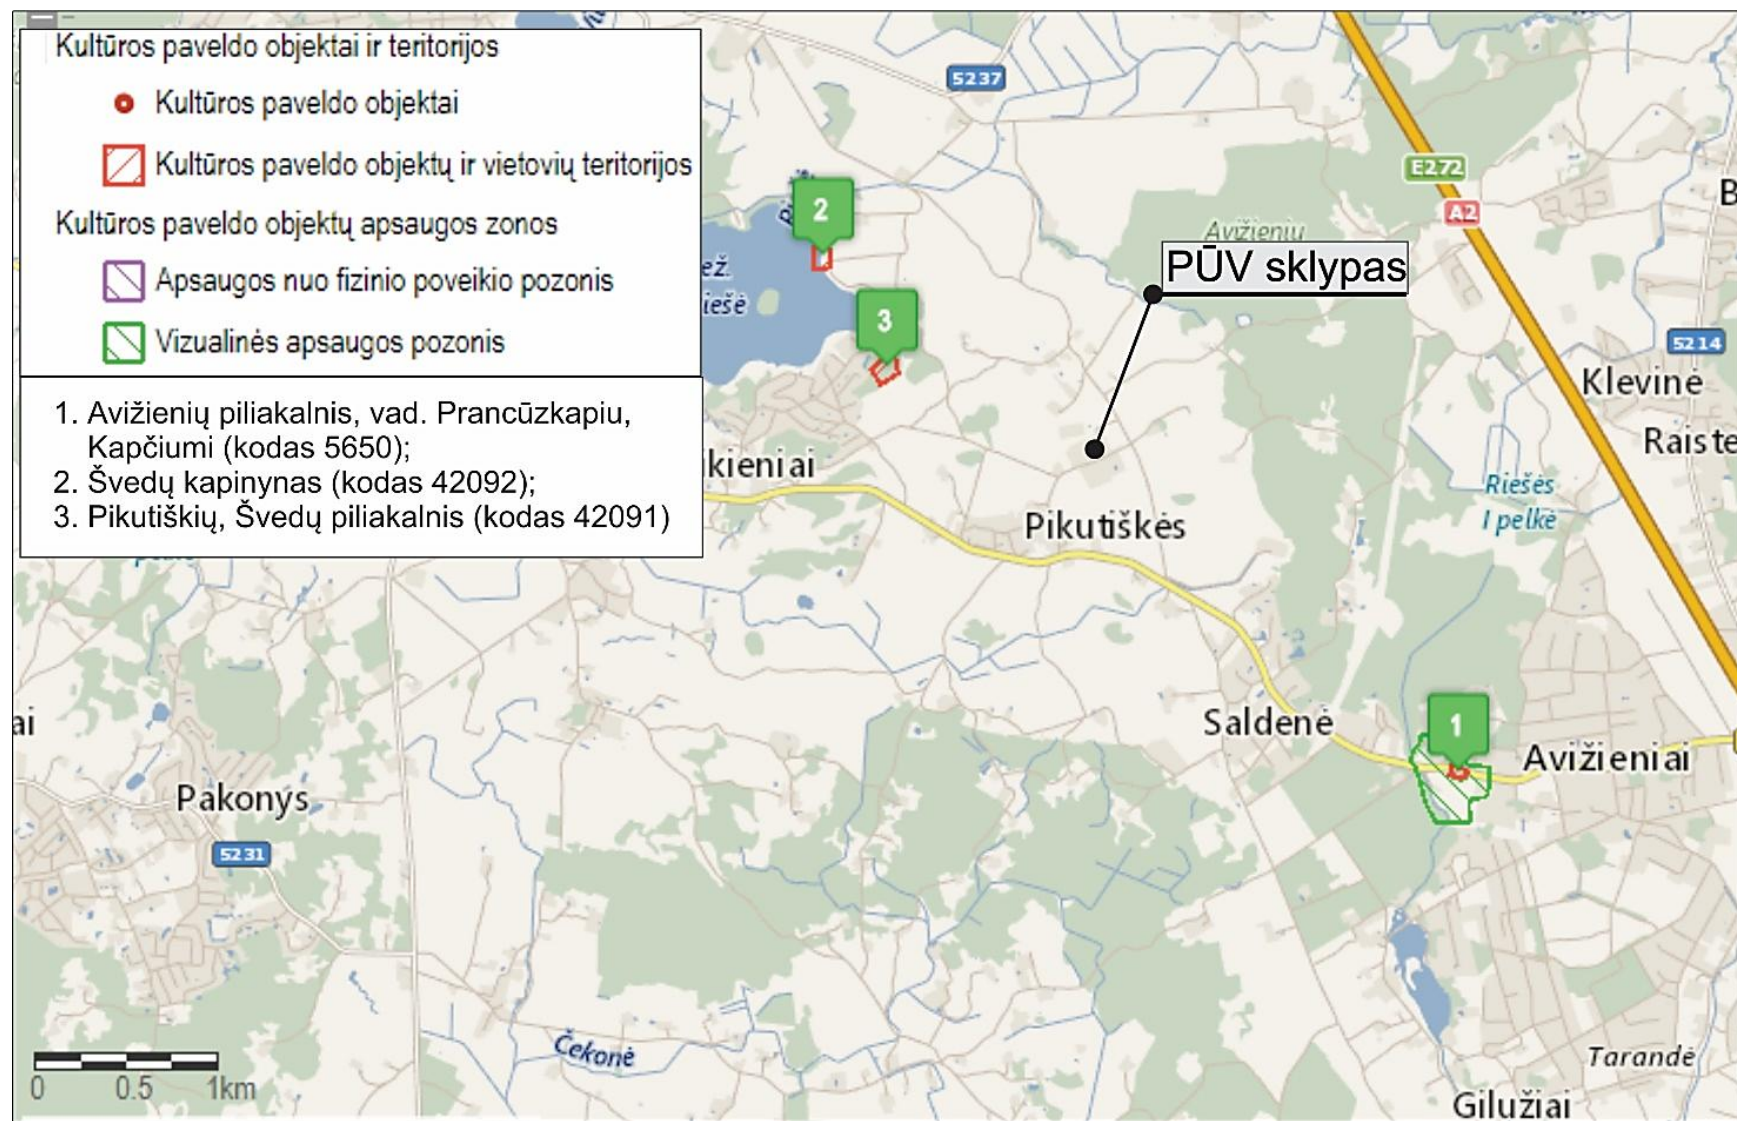 Kultūros paveldo objektai ir teritorijos
Kultūros paveldo objektai
Kultūros paveldo objektų ir vietovių teritorijos
Kultūros paveldo objektų apsaugos zonos
Apsaugos nuo fizinio poveikio pozonis
Vizualinės apsaugos pozonis
1. Avižienių piliakalnis, vad. Prancūzkapiu,
Kapčiumi (kodas 5650);
2. Švedų kapinynas (kodas 42092);
3. Pikutiškių, Švedų piliakalnis (kodas 42091)
5237
E272
A2
2
Avižienių
PŪV sklypas
ež.
iešė
3
5214
Klevinė
Raiste
kieniai
Riešės
I pelkė
Pikutiškės
ai
Saldenė
1
Avižieniai
Pakonys
5231
Čekonė
Tarandė
Gilužiai
0 0.5 1km